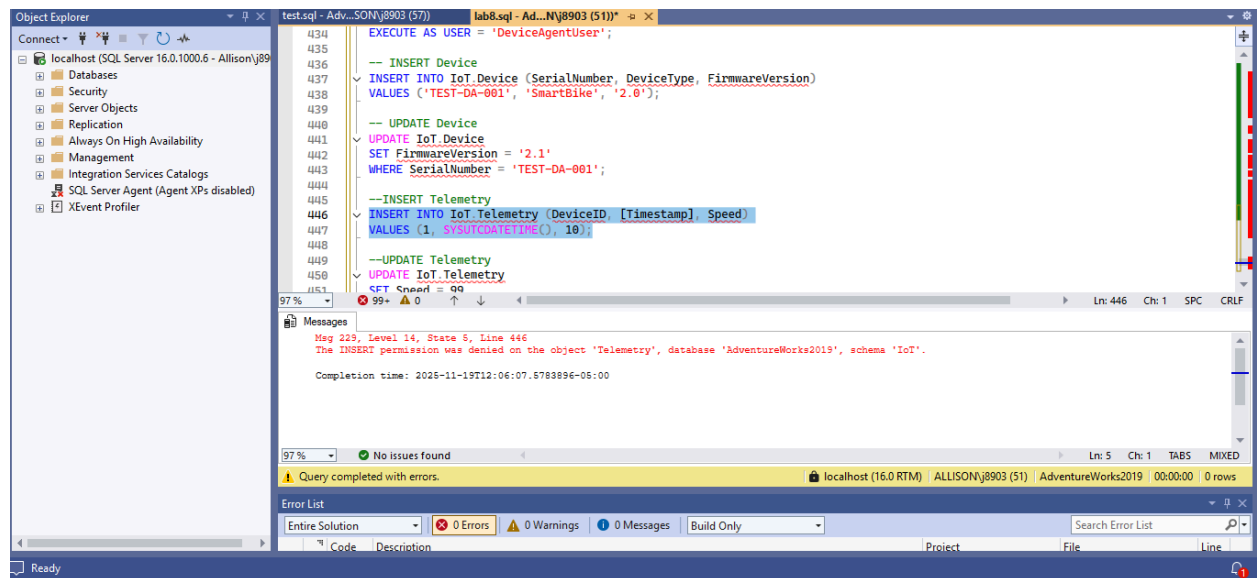 Object Explorer
Connect
localhost (SQL Server 16.0.1000.6 - Allison\j89
Databases
Security
Server Objects
Replication
Always On High Availability
Management
Integration Services Catalogs
SQL Server Agent (Agent XPs disabled)
XEvent Profiler
test.sql - Adv...SON\j8903 (57))
lab8.sql - Ad...N\j8903 (51))*
434 EXECUTE AS USER = 'DeviceAgentUser';
435
436 -- INSERT Device
437 INSERT INTO IoT.Device (SerialNumber, DeviceType, FirmwareVersion)
438 VALUES ('TEST-DA-001', 'SmartBike', '2.0');
439
440 -- UPDATE Device
441 UPDATE IoT.Device
442 SET FirmwareVersion = '2.1'
443 WHERE SerialNumber = 'TEST-DA-001';
444
445 --INSERT Telemetry
446 INSERT INTO IoT.Telemetry (DeviceID, [Timestamp], Speed)
447 VALUES (1, SYSUTCDATETIME(), 10);
448
449 --UPDATE Telemetry
450 UPDATE IoT.Telemetry
451 SET Speed = 99
97 % 99+ 0 Ln: 446 Ch: 1 SPC CRLF
Messages
Msg 229, Level 14, State 5, Line 446
The INSERT permission was denied on the object 'Telemetry', database 'AdventureWorks2019', schema 'IoT'.
Completion time: 2025-11-19T12:06:07.5783896-05:00
97 % No issues found Ln: 5 Ch: 1 TABS MIXED
Query completed with errors. localhost (16.0 RTM) ALLISON\j8903 (51) AdventureWorks2019 00:00:00 0 rows
Error List
Entire Solution 0 Errors 0 Warnings 0 Messages Build Only Search Error List
Code Description Project File Line
Ready 1